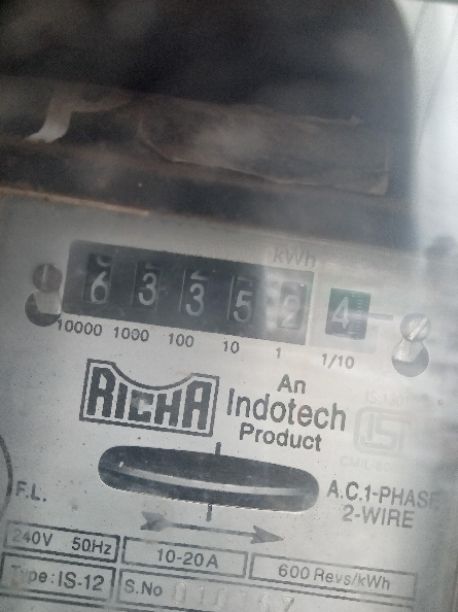 kWh
6 3 3 5 2 4
10000 1000 100 10 1 1/10
RICHA
An
Indotech
Product
F.L.
A.C.1-PHASE
2-WIRE
240V 50Hz
10-20A
600 Revs/kWh
Type:IS-12
S.No